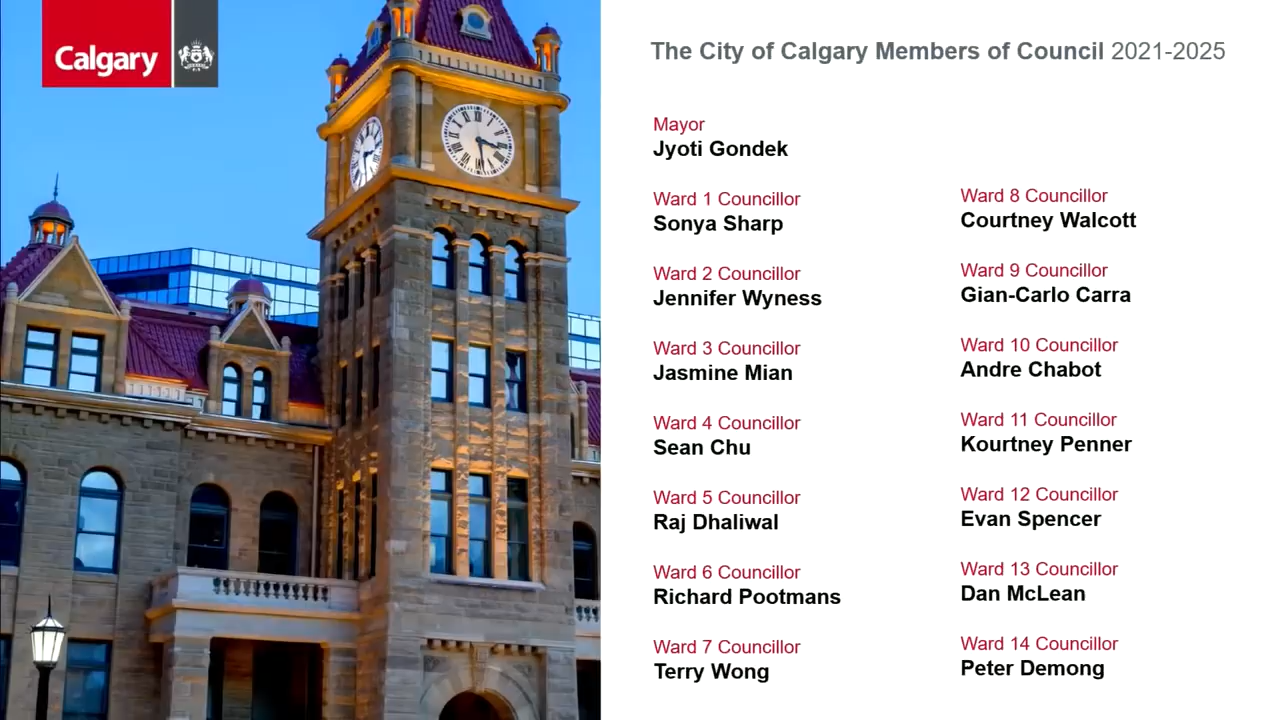 Calgary
The City of Calgary Members of Council 2021-2025
Mayor
Jyoti Gondek
Ward 1 Councillor
Sonya Sharp
Ward 2 Councillor
Jennifer Wyness
Ward 3 Councillor
Jasmine Mian
Ward 4 Councillor
Sean Chu
Ward 5 Councillor
Raj Dhaliwal
Ward 6 Councillor
Richard Pootmans
Ward 7 Councillor
Terry Wong
Ward 8 Councillor
Courtney Walcott
Ward 9 Councillor
Gian-Carlo Carra
Ward 10 Councillor
Andre Chabot
Ward 11 Councillor
Kourtney Penner
Ward 12 Councillor
Evan Spencer
Ward 13 Councillor
Dan McLean
Ward 14 Councillor
Peter Demong